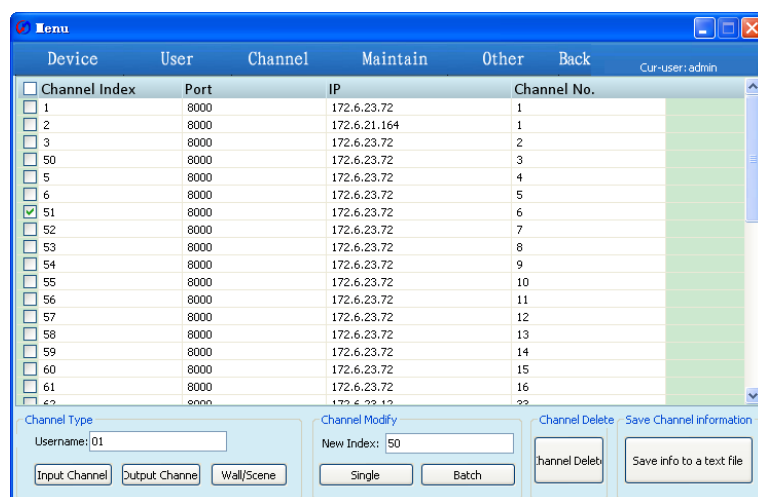 Menu
Device User Channel Maintain Other Back Cur-user: admin
Channel Index Port IP Channel No.
1 8000 172.6.23.72 1
2 8000 172.6.21.164 1
3 8000 172.6.23.72 2
50 8000 172.6.23.72 3
5 8000 172.6.23.72 4
6 8000 172.6.23.72 5
51 8000 172.6.23.72 6
52 8000 172.6.23.72 7
53 8000 172.6.23.72 8
54 8000 172.6.23.72 9
55 8000 172.6.23.72 10
56 8000 172.6.23.72 11
57 8000 172.6.23.72 12
58 8000 172.6.23.72 13
59 8000 172.6.23.72 14
60 8000 172.6.23.72 15
61 8000 172.6.23.72 16
62 8000 172.6.23.12 33
Channel Type Channel Modify Channel Delete Save Channel information
Username: 01 New Index: 50
Input Channel Output Channe Wall/Scene Single Batch hannel Delet Save info to a text file